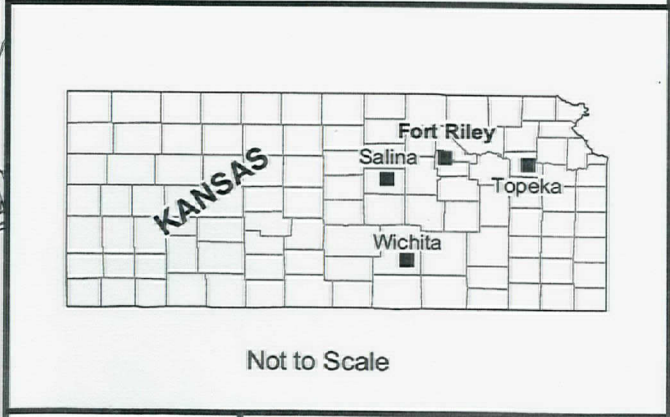 Fort Riley
Salina
KANSAS
Topeka
Wichita
Not to Scale